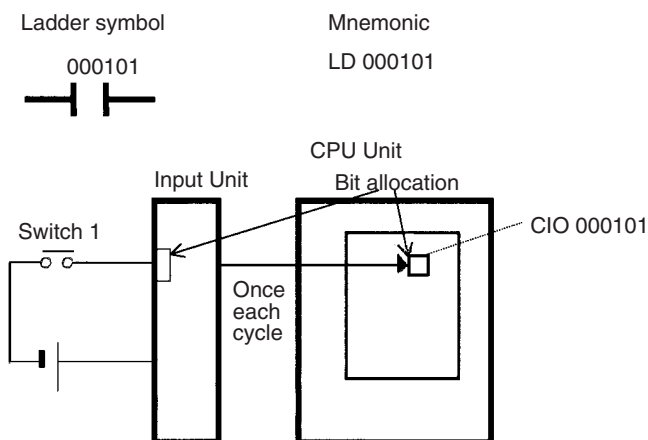 Ladder symbol
Mnemonic
000101
LD 000101
CPU Unit
Input Unit
Bit allocation
Switch 1
CIO 000101
Once
each
cycle